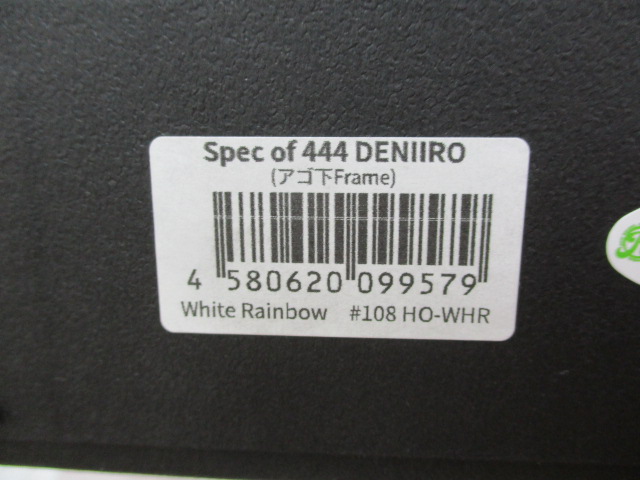 Spec of 444 DENIIRO
(アゴ下Frame)
4 580620 099579
White Rainbow #108 HO-WHR